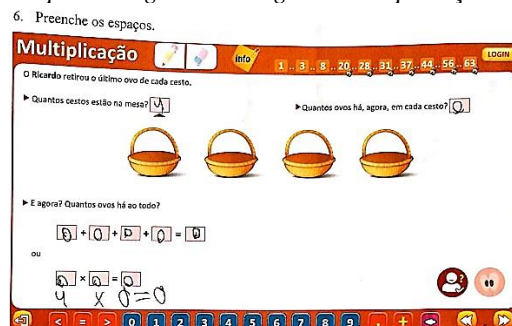 6. Preenche os espaços.
Multiplicação
info
1 .. 3 .. 8 .. 20 .. 28 .. 31 .. 37 .. 44 .. 56 .. 63
LOGIN
O Ricardo retirou o último ovo de cada cesto.
Quantos cestos estão na mesa? 4
Quantos ovos há, agora, em cada cesto? 0
E agora? Quantos ovos há ao todo?
0 + 0 + 0 + 0 = 0
ou
0 × 0 = 0
4 x 0 = 0
< = > 0 1 2 3 4 5 6 7 8 9 . +